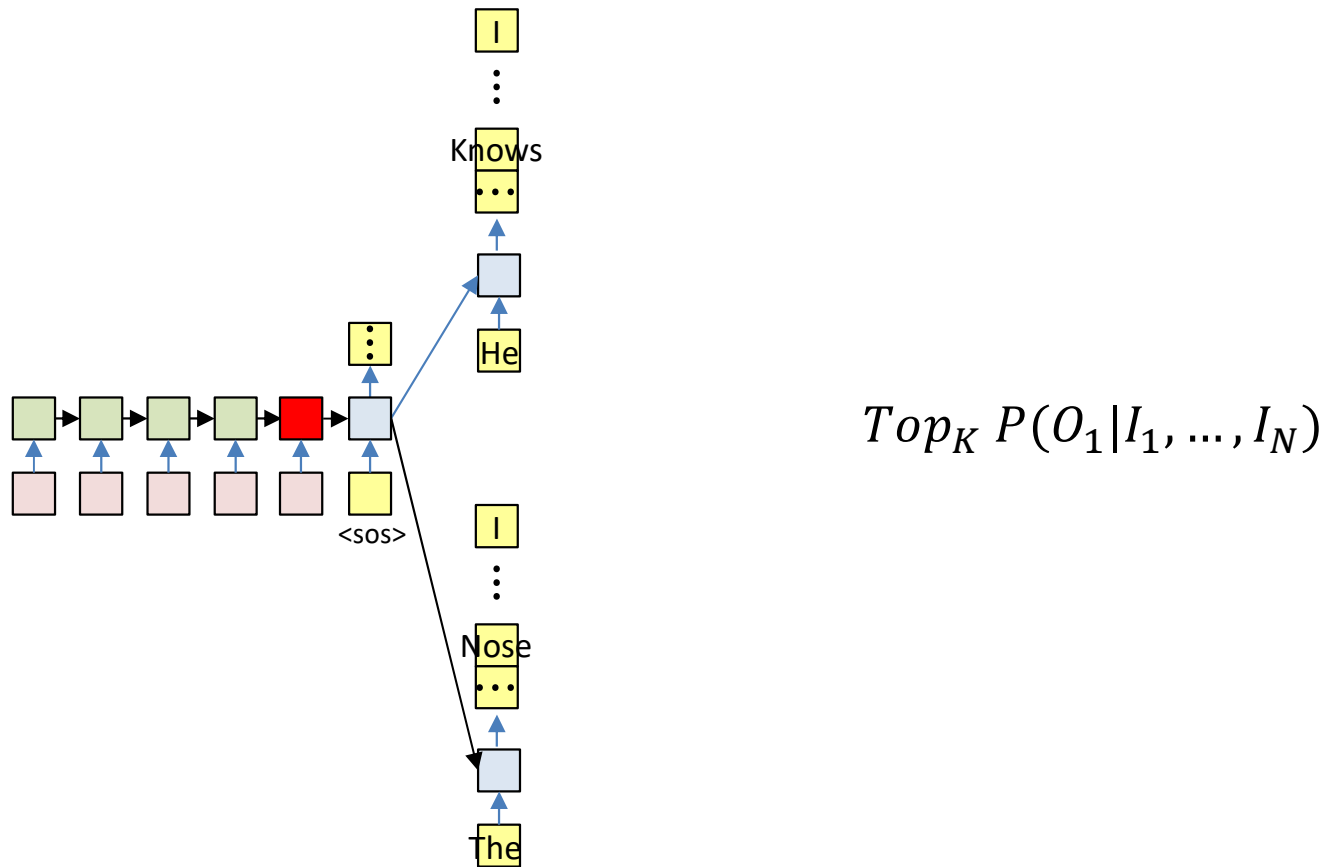 I
⋮
Knows
⋯
He
⋮
<sos>
I
⋮
Nose
⋯
The
Top_K P(O_1|I_1, …, I_N)